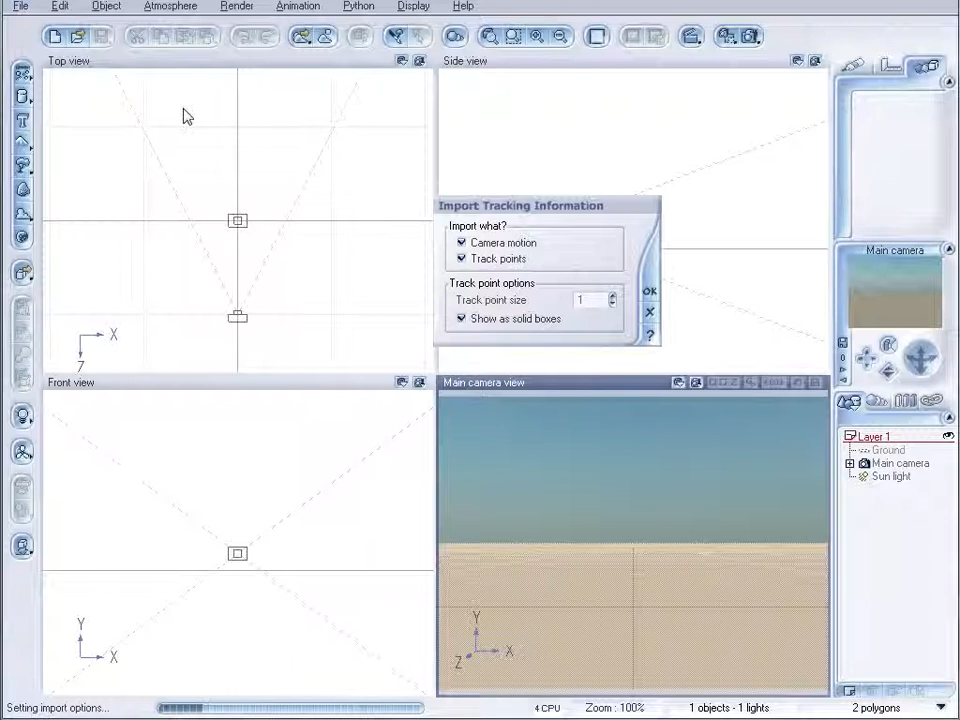 File Edit Object Atmosphere Render Animation Python Display Help
Top view
Side view
X
Z
Import Tracking Information
Import what?
Camera motion
Track points
Track point options
Track point size 1
Show as solid boxes
OK
X
?
Main camera
Front view
Y
X
Main camera view
Y
X
Z
Layer 1
Ground
Main camera
Sun light
Setting import options... 4 CPU Zoom : 100% 1 objects - 1 lights 2 polygons